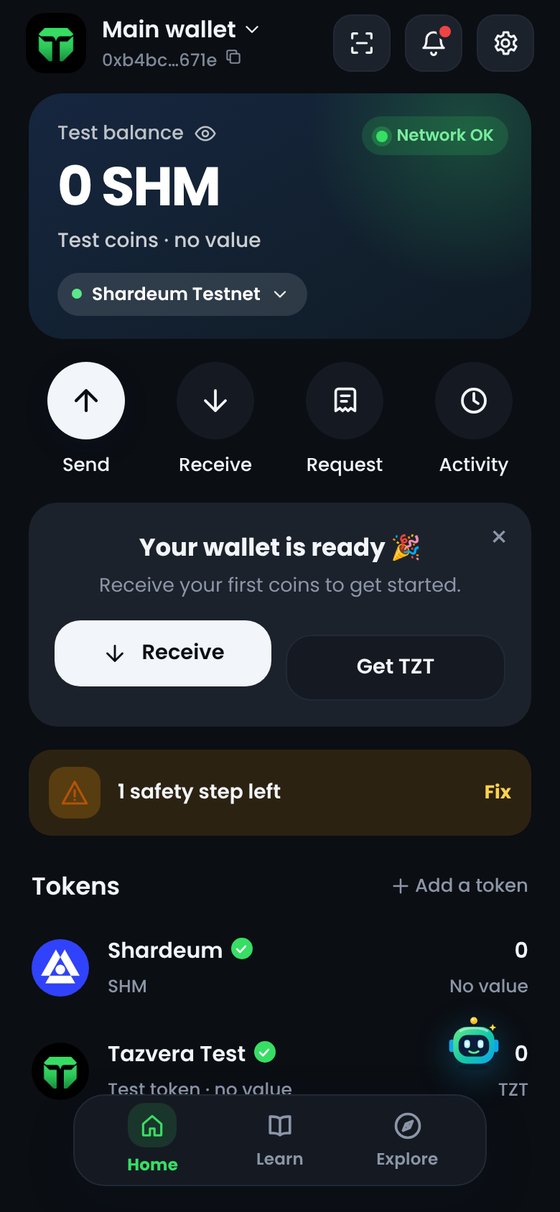 Main wallet
0xb4bc...671e
Test balance
Network OK
0 SHM
Test coins · no value
Shardeum Testnet
Send
Receive
Request
Activity
Your wallet is ready 🎉
Receive your first coins to get started.
Receive
Get TZT
1 safety step left
Fix
Tokens
+ Add a token
Shardeum
0
SHM
No value
Tazvera Test
0
Test token · no value
TZT
Home
Learn
Explore